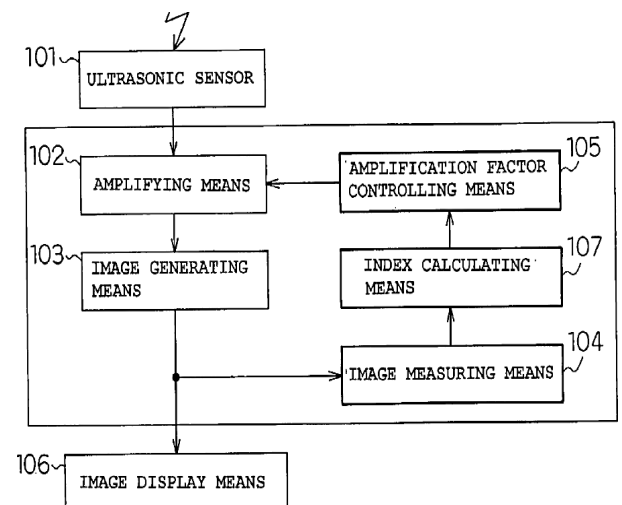 101
ULTRASONIC SENSOR
102
AMPLIFYING MEANS
105
AMPLIFICATION FACTOR
CONTROLLING MEANS
103
IMAGE GENERATING
MEANS
107
INDEX CALCULATING
MEANS
104
IMAGE MEASURING MEANS
106
IMAGE DISPLAY MEANS